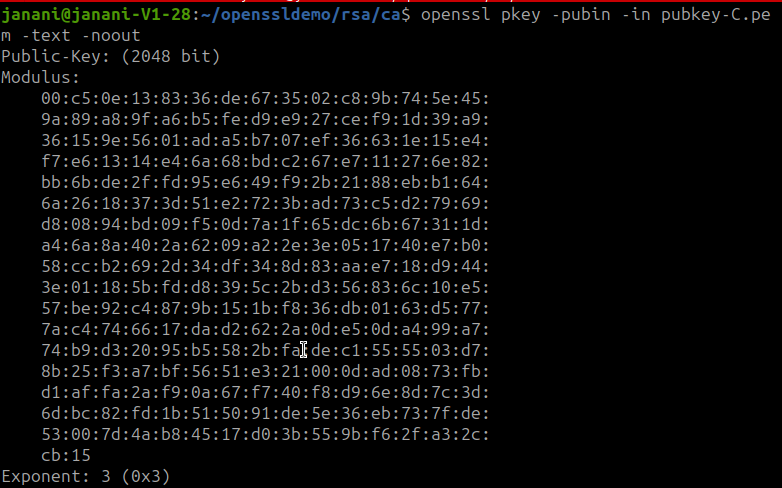 janani@janani-V1-28:~/openssldemo/rsa/ca$ openssl pkey -pubin -in pubkey-C.pe
m -text -noout
Public-Key: (2048 bit)
Modulus:
    00:c5:0e:13:83:36:de:67:35:02:c8:9b:74:5e:45:
    9a:89:a8:9f:a6:b5:fe:d9:e9:27:ce:f9:1d:39:a9:
    36:15:9e:56:01:ad:a5:b7:07:ef:36:63:1e:15:e4:
    f7:e6:13:14:e4:6a:68:bd:c2:67:e7:11:27:6e:82:
    bb:6b:de:2f:fd:95:e6:49:f9:2b:21:88:eb:b1:64:
    6a:26:18:37:3d:51:e2:72:3b:ad:73:c5:d2:79:69:
    d8:08:94:bd:09:f5:0d:7a:1f:65:dc:6b:67:31:1d:
    a4:6a:8a:40:2a:62:09:a2:2e:3e:05:17:40:e7:b0:
    58:cc:b2:69:2d:34:df:34:8d:83:aa:e7:18:d9:44:
    3e:01:18:5b:fd:d8:39:5c:2b:d3:56:83:6c:10:e5:
    57:be:92:c4:87:9b:15:1b:f8:36:db:01:63:d5:77:
    7a:c4:74:66:17:da:d2:62:2a:0d:e5:0d:a4:99:a7:
    74:b9:d3:20:95:b5:58:2b:fa:de:c1:55:55:03:d7:
    8b:25:f3:a7:bf:56:51:e3:21:00:0d:ad:08:73:fb:
    d1:af:fa:2a:f9:0a:67:f7:40:f8:d9:6e:8d:7c:3d:
    6d:bc:82:fd:1b:51:50:91:de:5e:36:eb:73:7f:de:
    53:00:7d:4a:b8:45:17:d0:3b:55:9b:f6:2f:a3:2c:
    cb:15
Exponent: 3 (0x3)